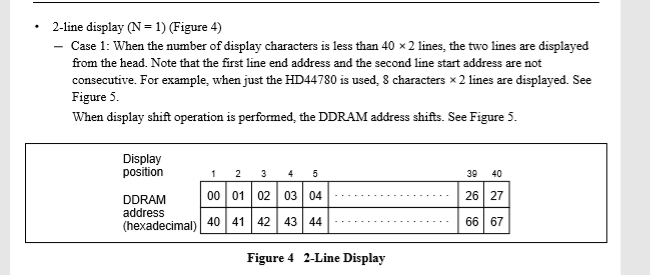 • 2-line display (N = 1) (Figure 4)
— Case 1: When the number of display characters is less than 40 × 2 lines, the two lines are displayed
from the head. Note that the first line end address and the second line start address are not
consecutive. For example, when just the HD44780 is used, 8 characters × 2 lines are displayed. See
Figure 5.
When display shift operation is performed, the DDRAM address shifts. See Figure 5.
Display
position 1 2 3 4 5 39 40
DDRAM
address
(hexadecimal)
00 01 02 03 04 .................. 26 27
40 41 42 43 44 .................. 66 67
Figure 4 2-Line Display